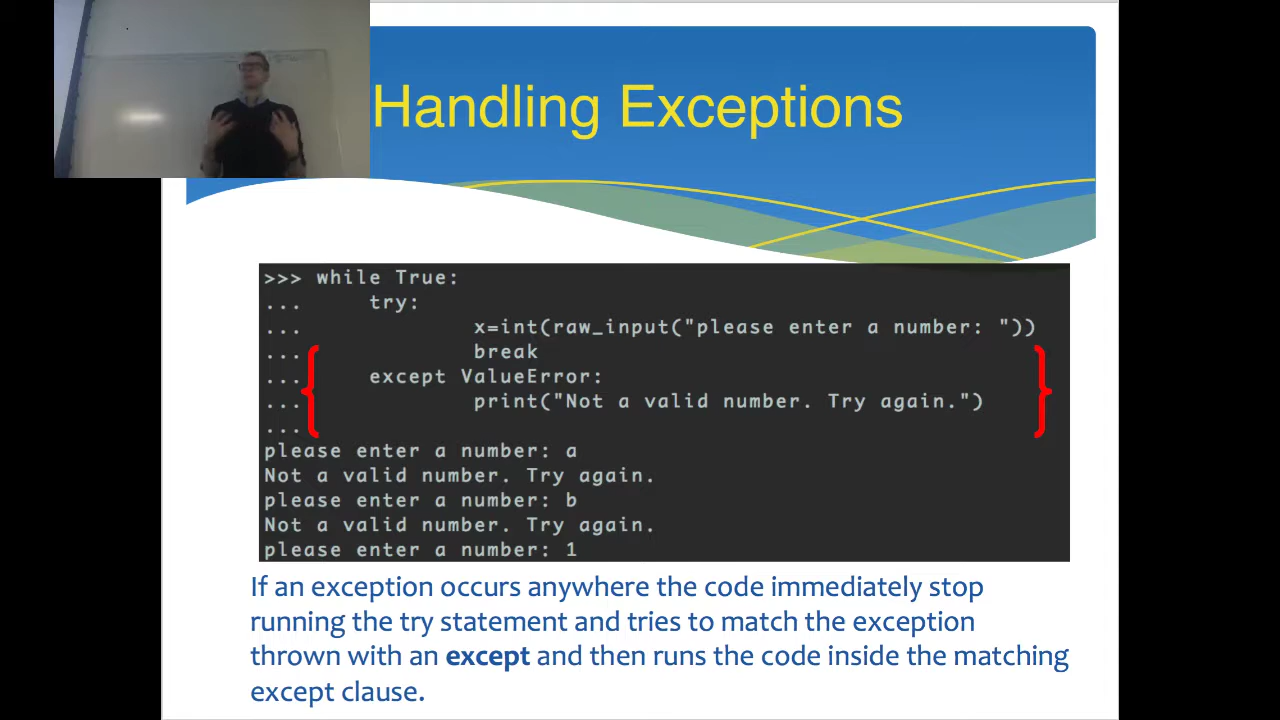 Handling Exceptions
>>> while True:
... try:
... x=int(raw_input("please enter a number: "))
... break
... except ValueError:
... print("Not a valid number. Try again.")
...
please enter a number: a
Not a valid number. Try again.
please enter a number: b
Not a valid number. Try again.
please enter a number: 1
If an exception occurs anywhere the code immediately stop
running the try statement and tries to match the exception
thrown with an except and then runs the code inside the matching
except clause.